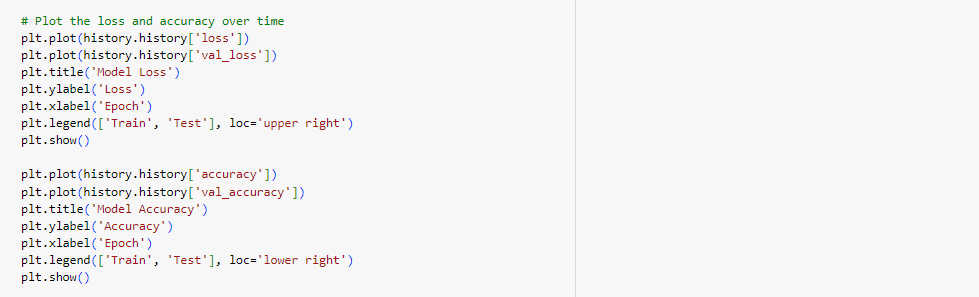 # Plot the loss and accuracy over time
plt.plot(history.history['loss'])
plt.plot(history.history['val_loss'])
plt.title('Model Loss')
plt.ylabel('Loss')
plt.xlabel('Epoch')
plt.legend(['Train', 'Test'], loc='upper right')
plt.show()

plt.plot(history.history['accuracy'])
plt.plot(history.history['val_accuracy'])
plt.title('Model Accuracy')
plt.ylabel('Accuracy')
plt.xlabel('Epoch')
plt.legend(['Train', 'Test'], loc='lower right')
plt.show()